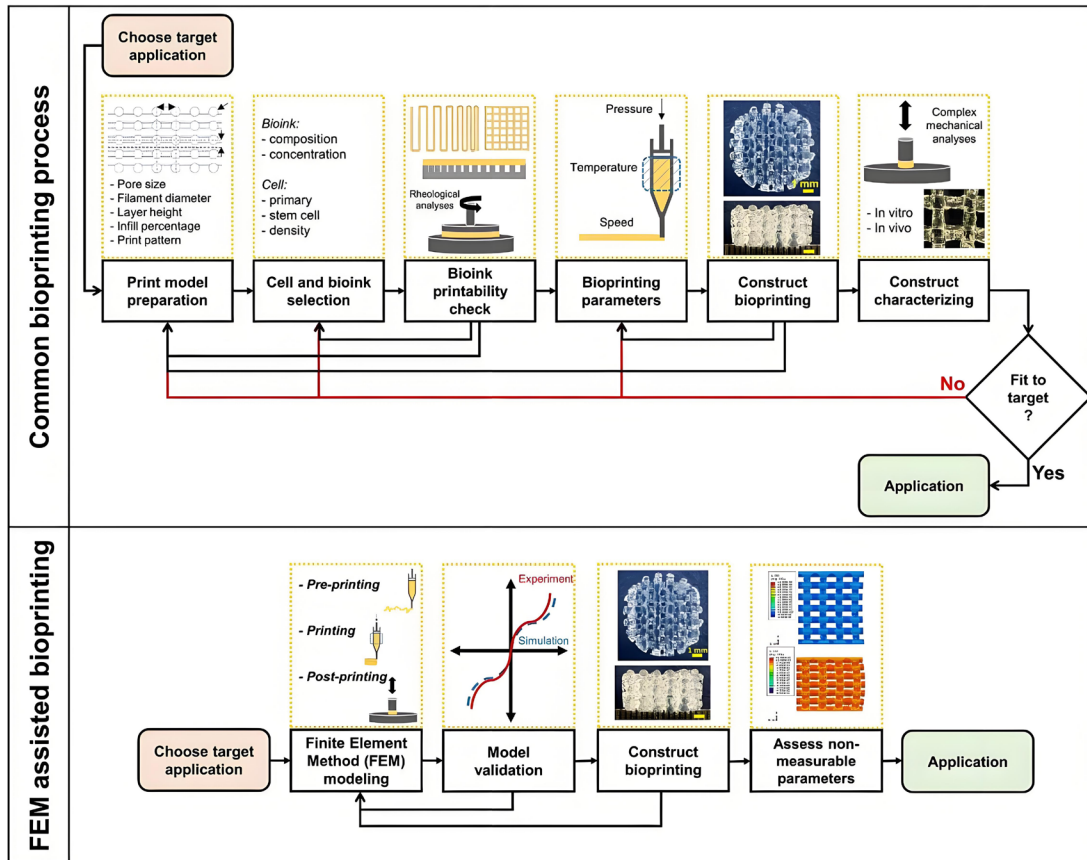 Common bioprinting process
Choose target
application
- Pore size
- Filament diameter
- Layer height
- Infill percentage
- Print pattern
Bioink:
- composition
- concentration
Cell:
- primary
- stem cell
- density
Rheological
analyses
Pressure
Temperature
Speed
1 mm
Complex
mechanical
analyses
- In vitro
- In vivo
Print model
preparation
Cell and bioink
selection
Bioink
printability
check
Bioprinting
parameters
Construct
bioprinting
Construct
characterizing
No
Fit to
target
?
Yes
Application
FEM assisted bioprinting
- Pre-printing
- Printing
- Post-printing
Experiment
Simulation
1 mm
Choose target
application
Finite Element
Method (FEM)
modeling
Model
validation
Construct
bioprinting
Assess non-
measurable
parameters
Application